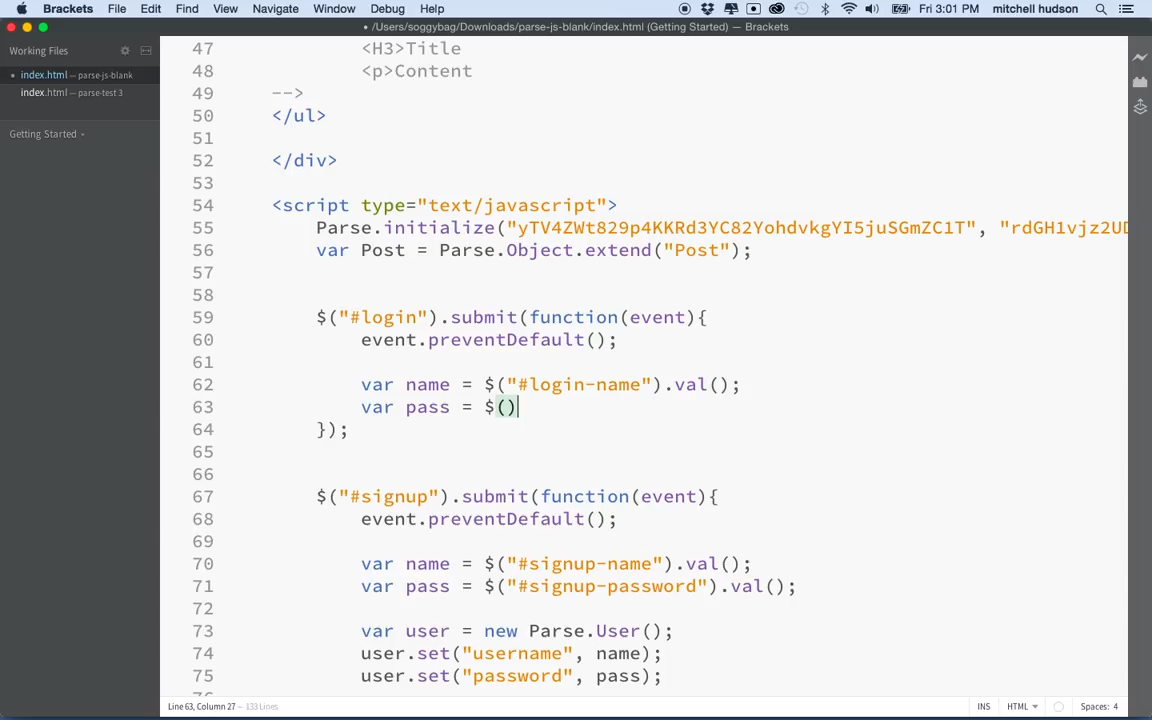 Brackets File Edit Find View Navigate Window Debug Help Fri 3:01 PM mitchell hudson
• /Users/soggybag/Downloads/parse-js-blank/index.html (Getting Started) — Brackets
Working Files
• index.html — parse-js-blank
index.html — parse-test 3
Getting Started
47 <H3>Title
48 <p>Content
49 -->
50 </ul>
51
52 </div>
53
54 <script type="text/javascript">
55 Parse.initialize("yTV4ZWt829p4KKRd3YC82YohdvkgYI5juSGmZC1T", "rdGH1vjz2UD
56 var Post = Parse.Object.extend("Post");
57
58
59 $("#login").submit(function(event){
60 event.preventDefault();
61
62 var name = $("#login-name").val();
63 var pass = $()
64 });
65
66
67 $("#signup").submit(function(event){
68 event.preventDefault();
69
70 var name = $("#signup-name").val();
71 var pass = $("#signup-password").val();
72
73 var user = new Parse.User();
74 user.set("username", name);
75 user.set("password", pass);
Line 63, Column 27 — 133 Lines INS HTML Spaces: 4